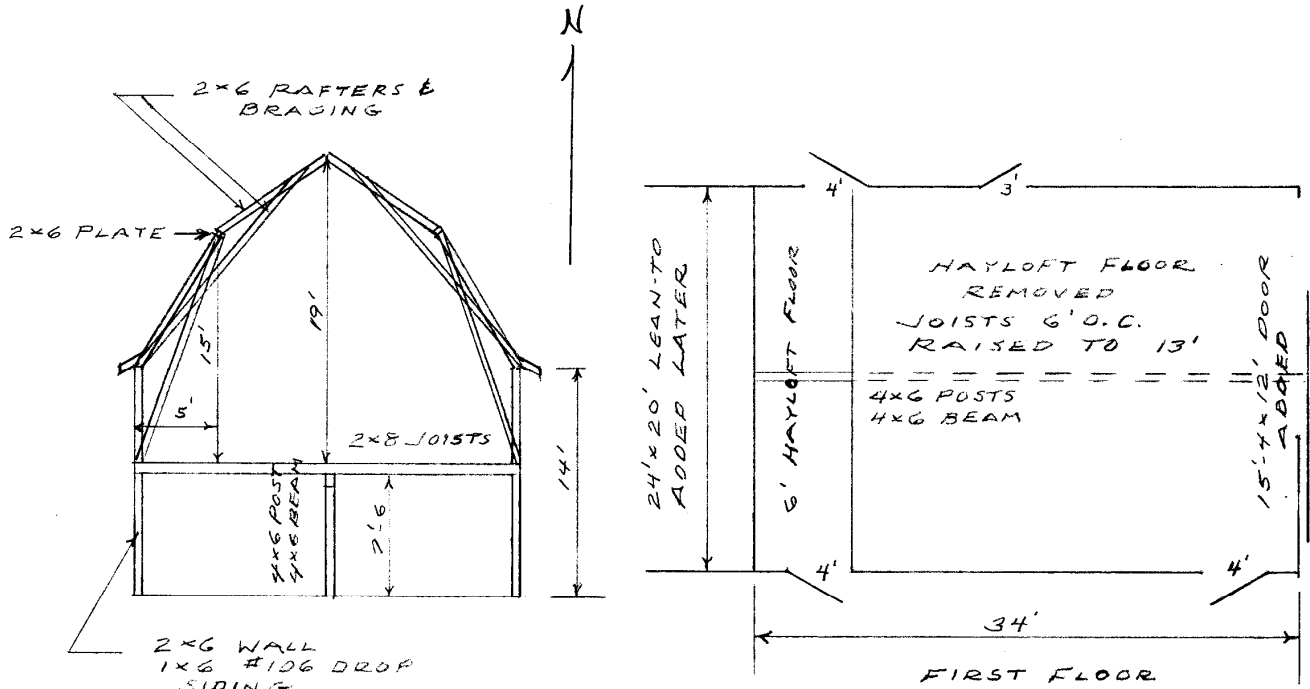 N
2×6 RAFTERS &
BRACING
2×6 PLATE
19'
15'
5'
2×8 JOISTS
4×6 POST
4×6 BEAM
7'-6
14'
2×6 WALL
1×6 #106 DROP
SIDING
4'
3'
24'×20' LEAN-TO
ADDED LATER
6' HAYLOFT FLOOR
HAYLOFT FLOOR
REMOVED
JOISTS 6' O.C.
RAISED TO 13'
4×6 POSTS
4×6 BEAM
15'-4×12' DOOR
ADDED
4'
4'
34'
FIRST FLOOR